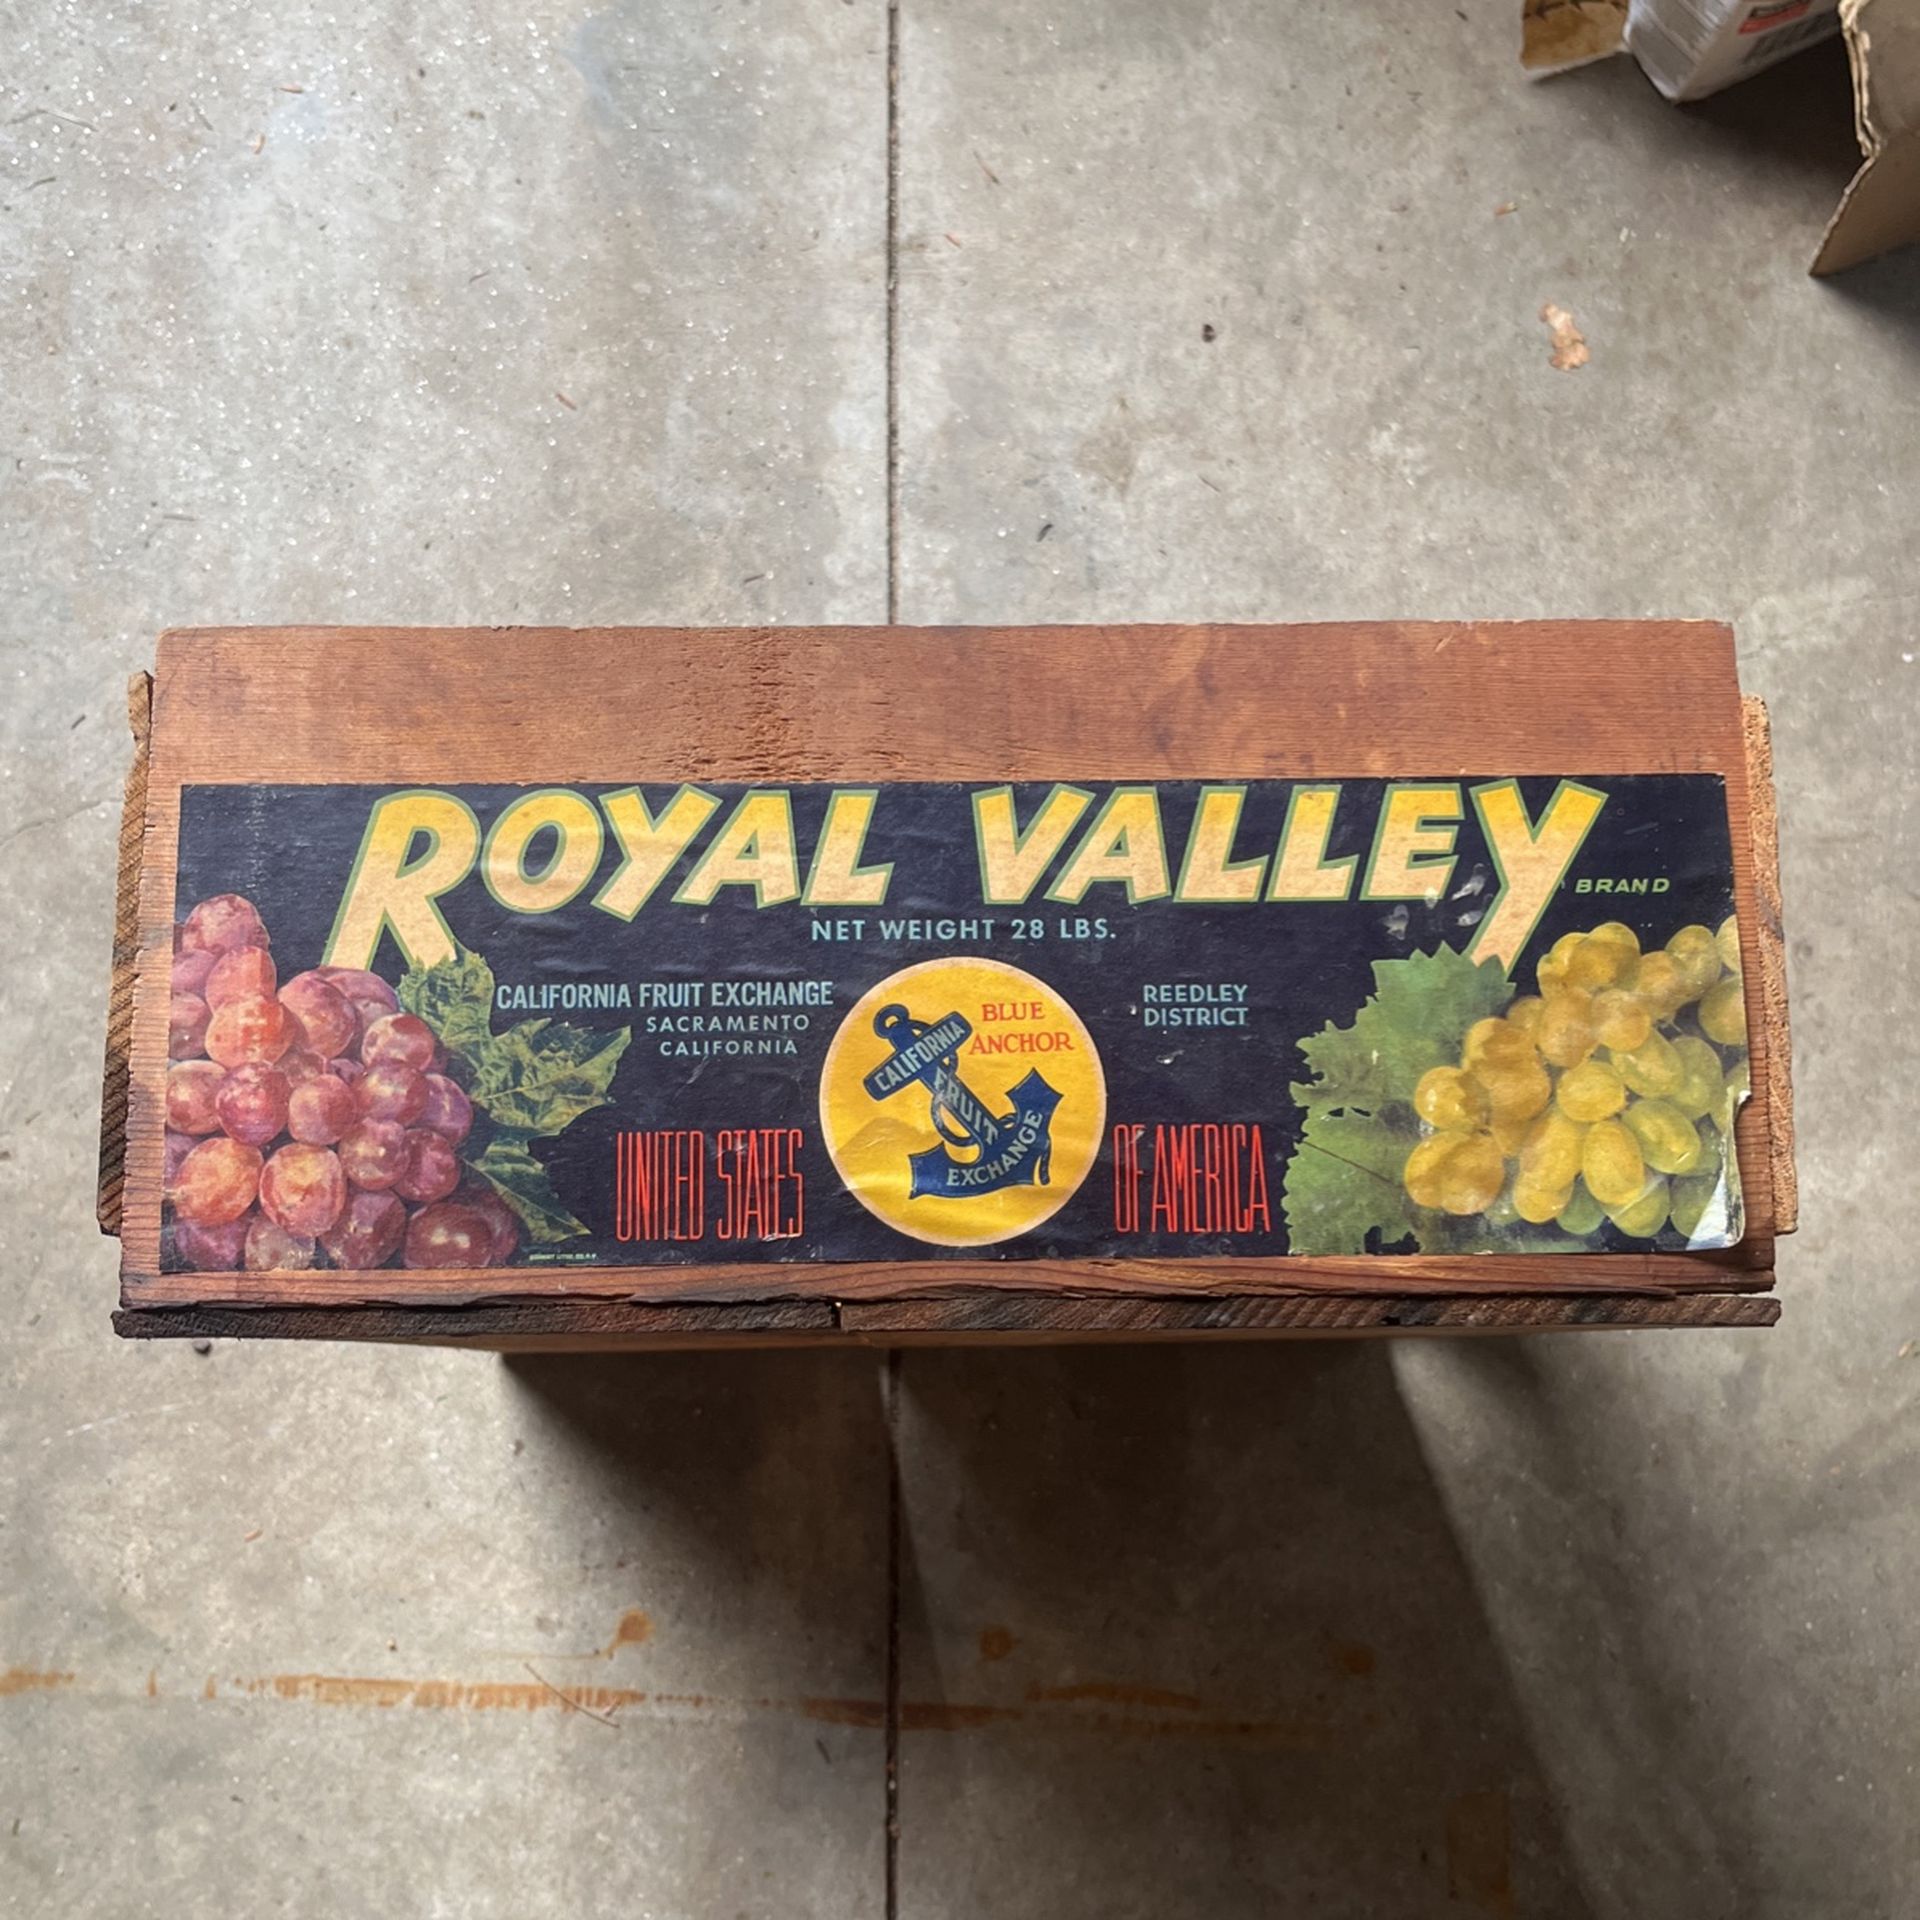 ROYAL VALLEY
BRAND
NET WEIGHT 28 LBS.
CALIFORNIA FRUIT EXCHANGE
SACRAMENTO
CALIFORNIA
BLUE
ANCHOR
CALIFORNIA
FRUIT
EXCHANGE
REEDLEY
DISTRICT
UNITED STATES
OF AMERICA